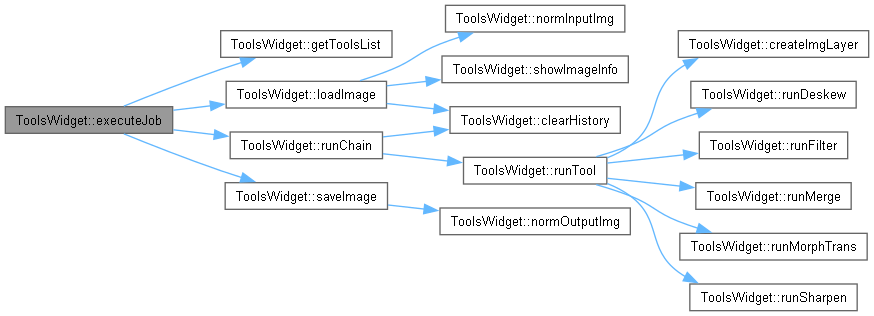 ToolsWidget::executeJob
ToolsWidget::getToolsList
ToolsWidget::loadImage
ToolsWidget::runChain
ToolsWidget::saveImage
ToolsWidget::normInputImg
ToolsWidget::showImageInfo
ToolsWidget::clearHistory
ToolsWidget::runTool
ToolsWidget::normOutputImg
ToolsWidget::createImgLayer
ToolsWidget::runDeskew
ToolsWidget::runFilter
ToolsWidget::runMerge
ToolsWidget::runMorphTrans
ToolsWidget::runSharpen